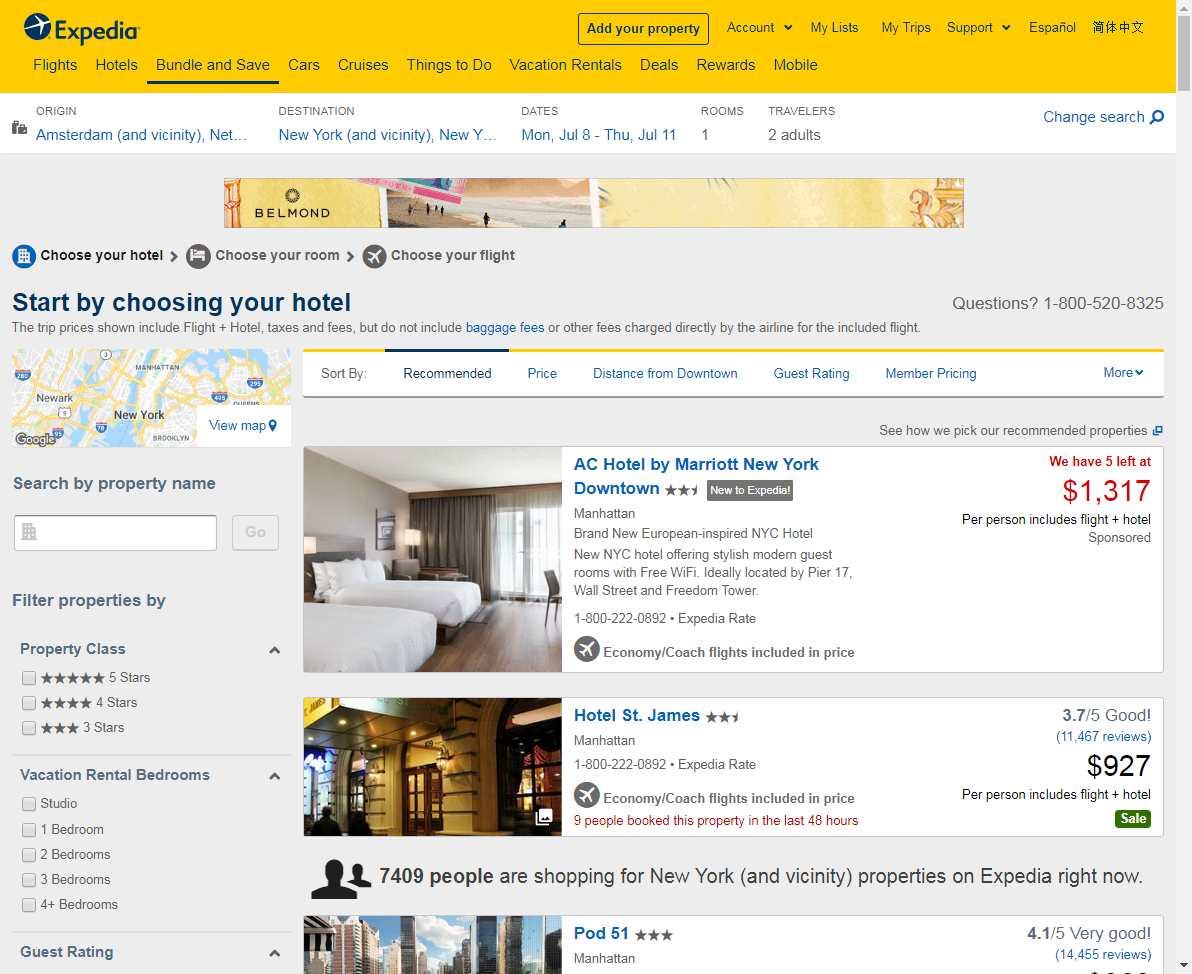 Expedia
Add your property
Account
My Lists
My Trips
Support
Español
简体中文
Flights
Hotels
Bundle and Save
Cars
Cruises
Things to Do
Vacation Rentals
Deals
Rewards
Mobile
ORIGIN
Amsterdam (and vicinity), Net...
DESTINATION
New York (and vicinity), New Y...
DATES
Mon, Jul 8 - Thu, Jul 11
ROOMS
1
TRAVELERS
2 adults
Change search
BELMOND
Choose your hotel
Choose your room
Choose your flight
Start by choosing your hotel
Questions? 1-800-520-8325
The trip prices shown include Flight + Hotel, taxes and fees, but do not include baggage fees or other fees charged directly by the airline for the included flight.
3
MANHATTAN
280
295
Newark
495
QUEENS
9
New York
78
95
BROOKLYN
Google
View map
Search by property name
Go
Filter properties by
Property Class
5 Stars
4 Stars
3 Stars
Vacation Rental Bedrooms
Studio
1 Bedroom
2 Bedrooms
3 Bedrooms
4+ Bedrooms
Guest Rating
Sort By:
Recommended
Price
Distance from Downtown
Guest Rating
Member Pricing
More
See how we pick our recommended properties
AC Hotel by Marriott New York
Downtown
New to Expedia!
Manhattan
Brand New European-inspired NYC Hotel
New NYC hotel offering stylish modern guest
rooms with Free WiFi. Ideally located by Pier 17,
Wall Street and Freedom Tower.
1-800-222-0892 • Expedia Rate
Economy/Coach flights included in price
We have 5 left at
$1,317
Per person includes flight + hotel
Sponsored
Hotel St. James
Manhattan
1-800-222-0892 • Expedia Rate
Economy/Coach flights included in price
9 people booked this property in the last 48 hours
3.7/5 Good!
(11,467 reviews)
$927
Per person includes flight + hotel
Sale
7409 people are shopping for New York (and vicinity) properties on Expedia right now.
Pod 51
Manhattan
4.1/5 Very good!
(14,455 reviews)